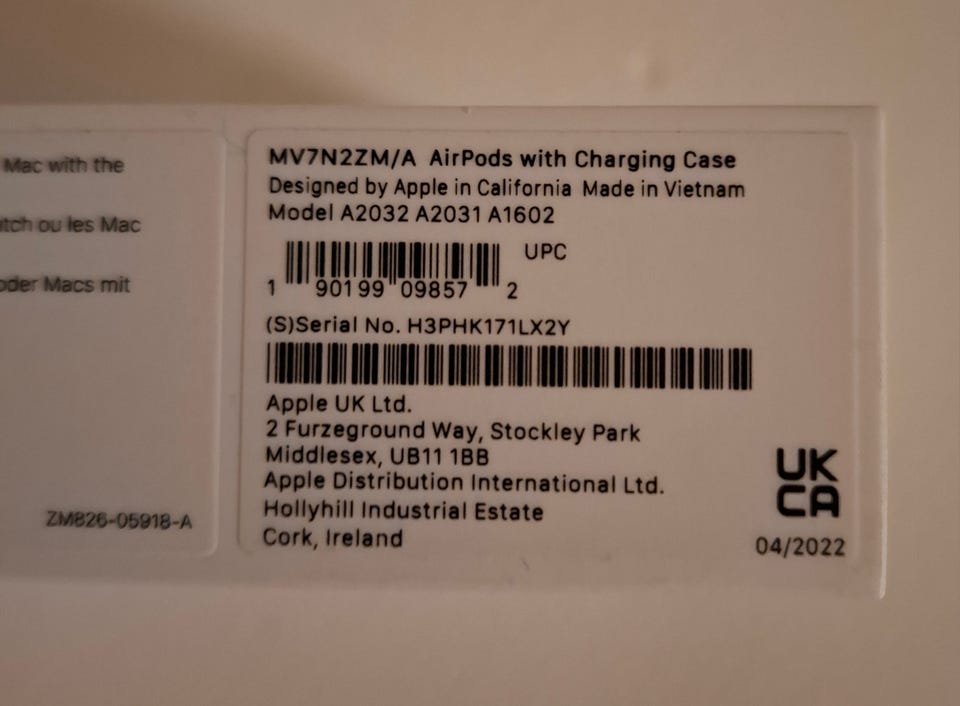 Mac with the
tch ou les Mac
oder Macs mit
ZM826-05918-A
MV7N2ZM/A AirPods with Charging Case
Designed by Apple in California Made in Vietnam
Model A2032 A2031 A1602
UPC
1 90199 09857 2
(S)Serial No. H3PHK171LX2Y
Apple UK Ltd.
2 Furzeground Way, Stockley Park
Middlesex, UB11 1BB
Apple Distribution International Ltd.
Hollyhill Industrial Estate
Cork, Ireland
UK
CA
04/2022